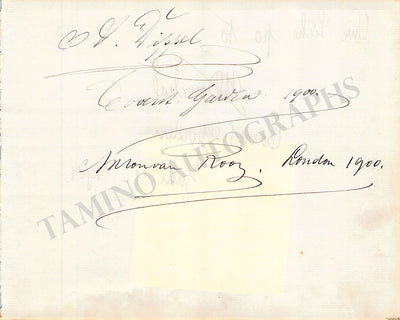 A. Dippel
Covent Garden 1900.
Anton van Rooy. London 1900.
TAMINO AUTOGRAPHS